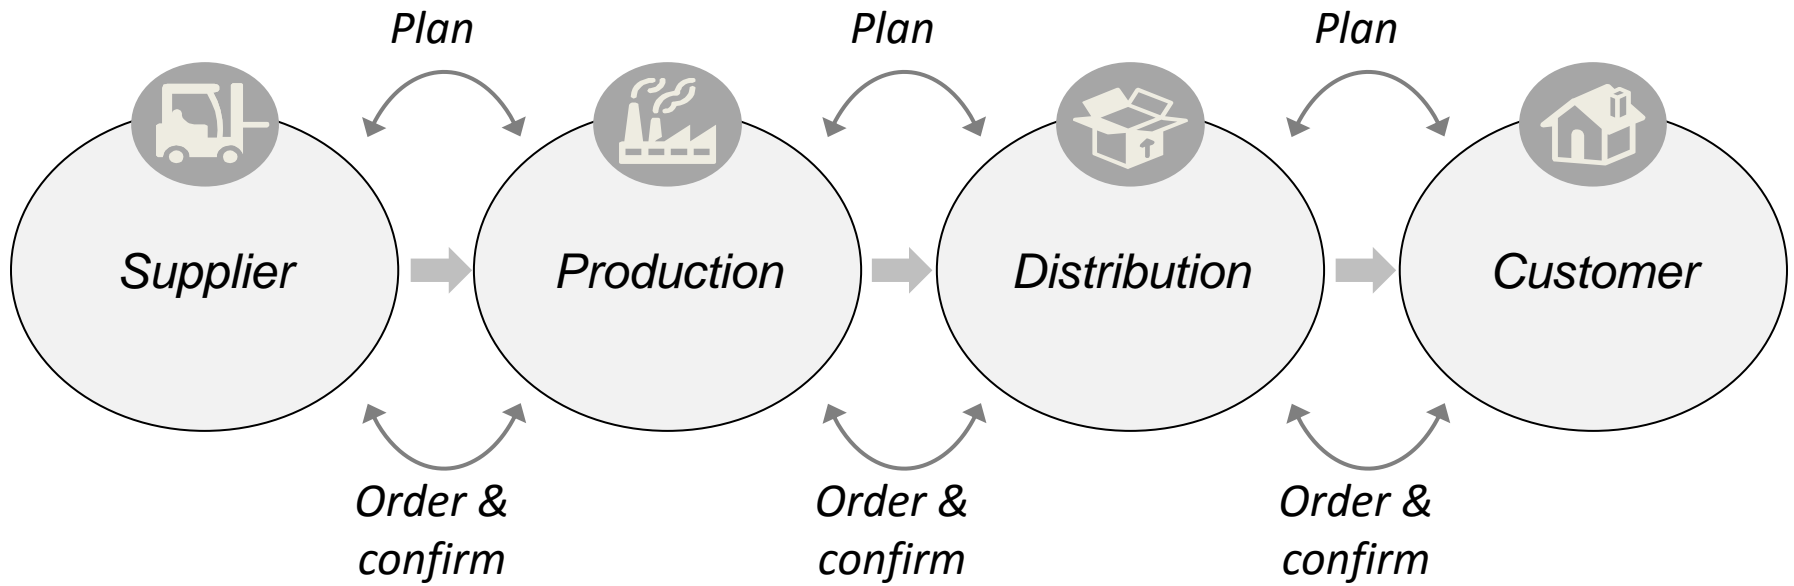 Plan
Plan
Plan
Supplier
Production
Distribution
Customer
Order &
confirm
Order &
confirm
Order &
confirm